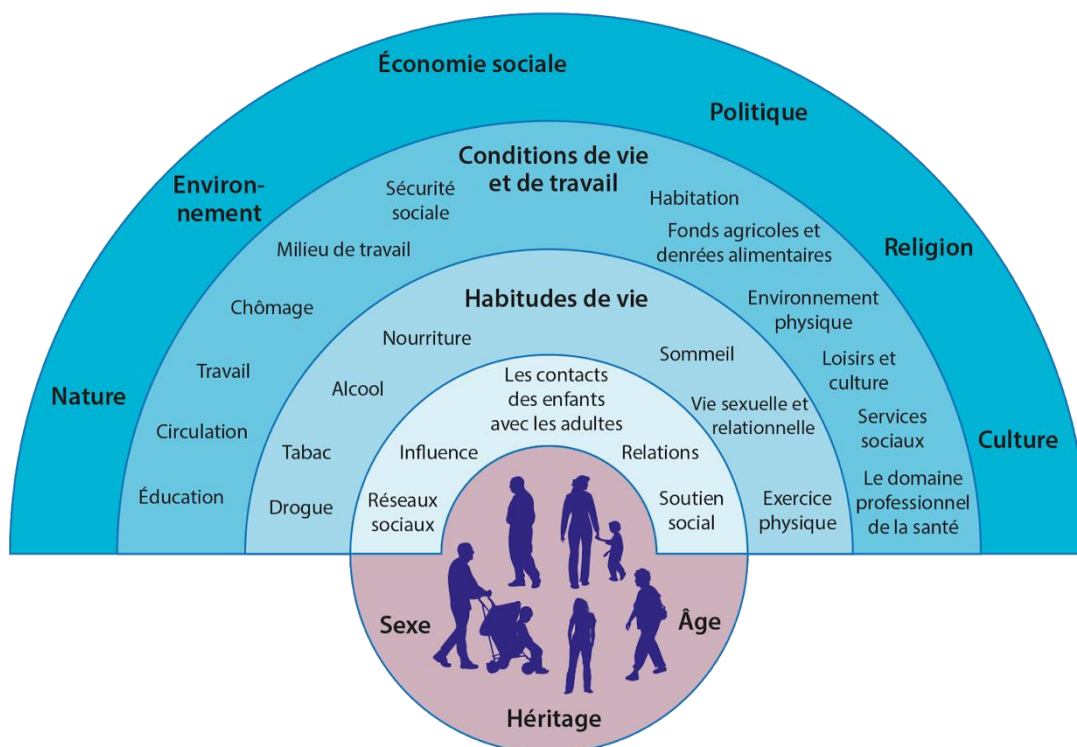 Économie sociale
Politique
Environ-
nement
Religion
Nature
Culture
Conditions de vie
et de travail
Sécurité
sociale
Habitation
Milieu de travail
Fonds agricoles et
denrées alimentaires
Chômage
Environnement
physique
Travail
Loisirs et
culture
Circulation
Services
sociaux
Éducation
Le domaine
professionnel
de la santé
Habitudes de vie
Nourriture
Sommeil
Alcool
Vie sexuelle et
relationnelle
Tabac
Drogue
Exercice
physique
Les contacts
des enfants
avec les adultes
Influence
Relations
Réseaux
sociaux
Soutien
social
Sexe
Âge
Héritage